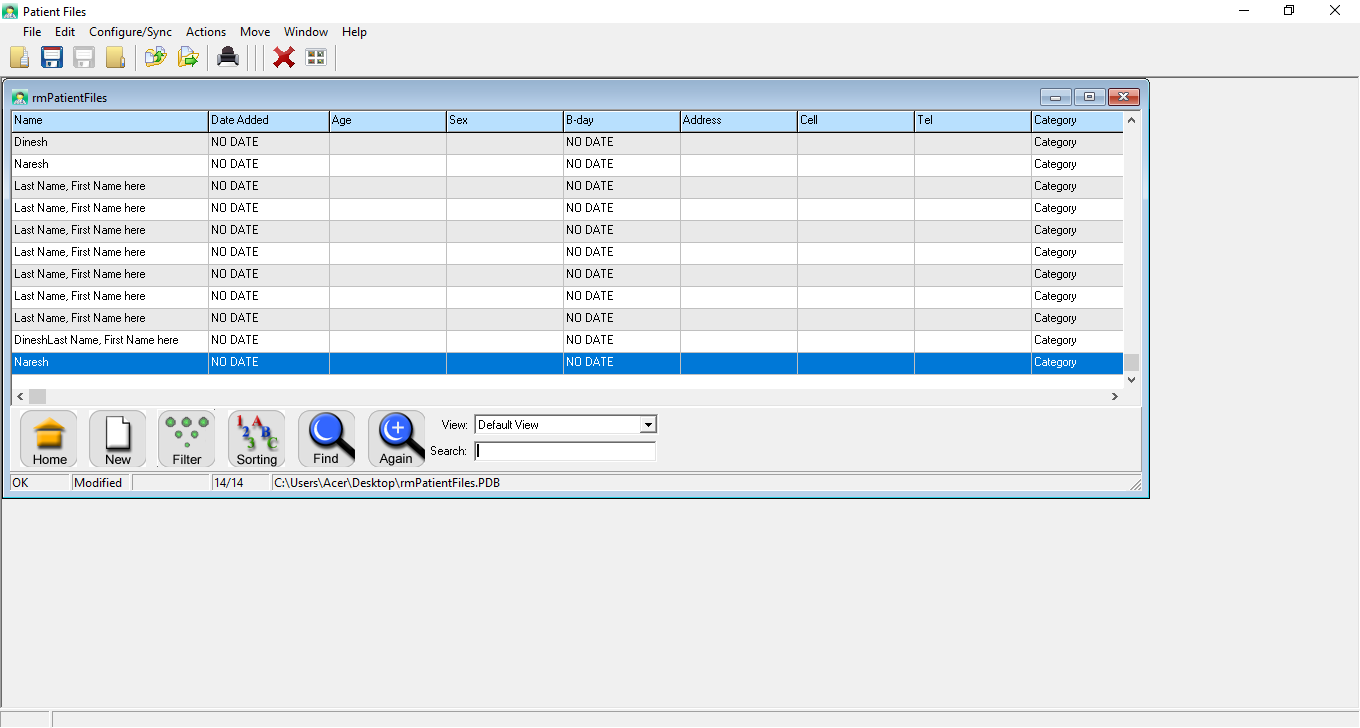 Patient Files
File Edit Configure/Sync Actions Move Window Help
rmPatientFiles
Name Date Added Age Sex B-day Address Cell Tel Category
Dinesh NO DATE NO DATE Category
Naresh NO DATE NO DATE Category
Last Name, First Name here NO DATE NO DATE Category
Last Name, First Name here NO DATE NO DATE Category
Last Name, First Name here NO DATE NO DATE Category
Last Name, First Name here NO DATE NO DATE Category
Last Name, First Name here NO DATE NO DATE Category
Last Name, First Name here NO DATE NO DATE Category
Last Name, First Name here NO DATE NO DATE Category
DineshLast Name, First Name here NO DATE NO DATE Category
Naresh NO DATE NO DATE Category
1 2 3 A B C
View: Default View
Search:
Home New Filter Sorting Find Again
OK Modified 14/14 C:\Users\Acer\Desktop\rmPatientFiles.PDB